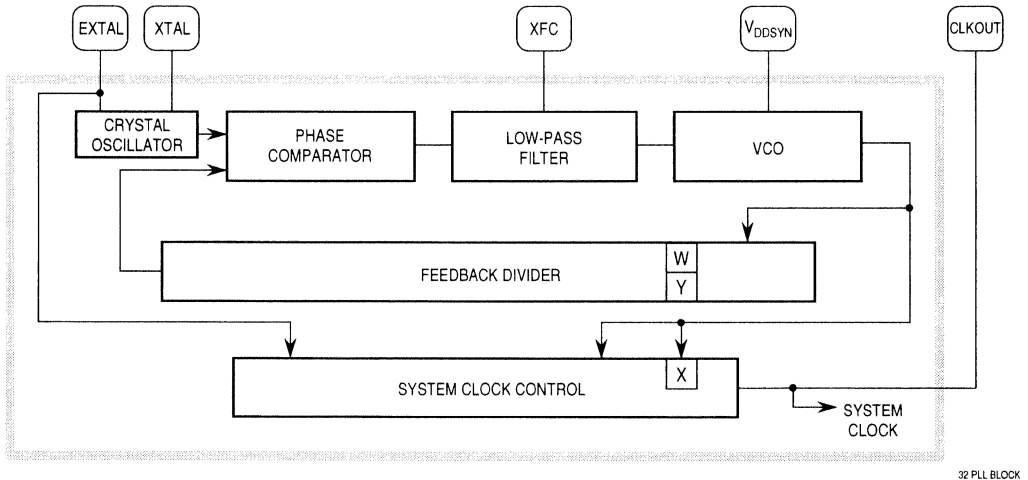 EXTAL
XTAL
XFC
VDDSYN
CLKOUT
CRYSTAL
OSCILLATOR
PHASE
COMPARATOR
LOW-PASS
FILTER
VCO
FEEDBACK DIVIDER
W
Y
SYSTEM CLOCK CONTROL
X
SYSTEM
CLOCK
32 PLL BLOCK